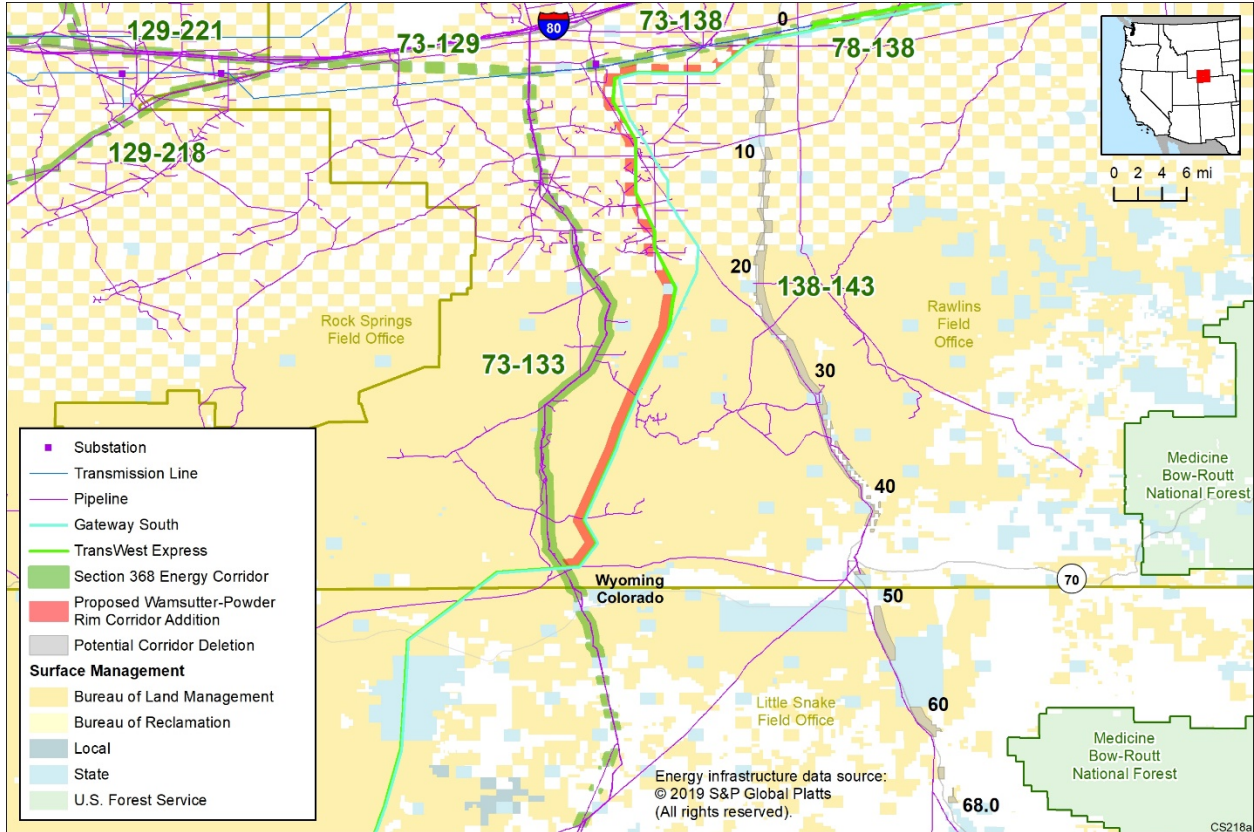 129-221
73-129
80
73-138
0
78-138
129-218
10
0 2 4 6 mi
20
138-143
Rock Springs
Field Office
Rawlins
Field
Office
73-133
30
40
Medicine
Bow-Routt
National Forest
Wyoming
Colorado
70
50
60
Little Snake
Field Office
Medicine
Bow-Routt
National Forest
68.0
Substation
Transmission Line
Pipeline
Gateway South
TransWest Express
Section 368 Energy Corridor
Proposed Wamsutter-Powder
Rim Corridor Addition
Potential Corridor Deletion
Surface Management
Bureau of Land Management
Bureau of Reclamation
Local
State
U.S. Forest Service
Energy infrastructure data source:
© 2019 S&P Global Platts
(All rights reserved).
CS218a